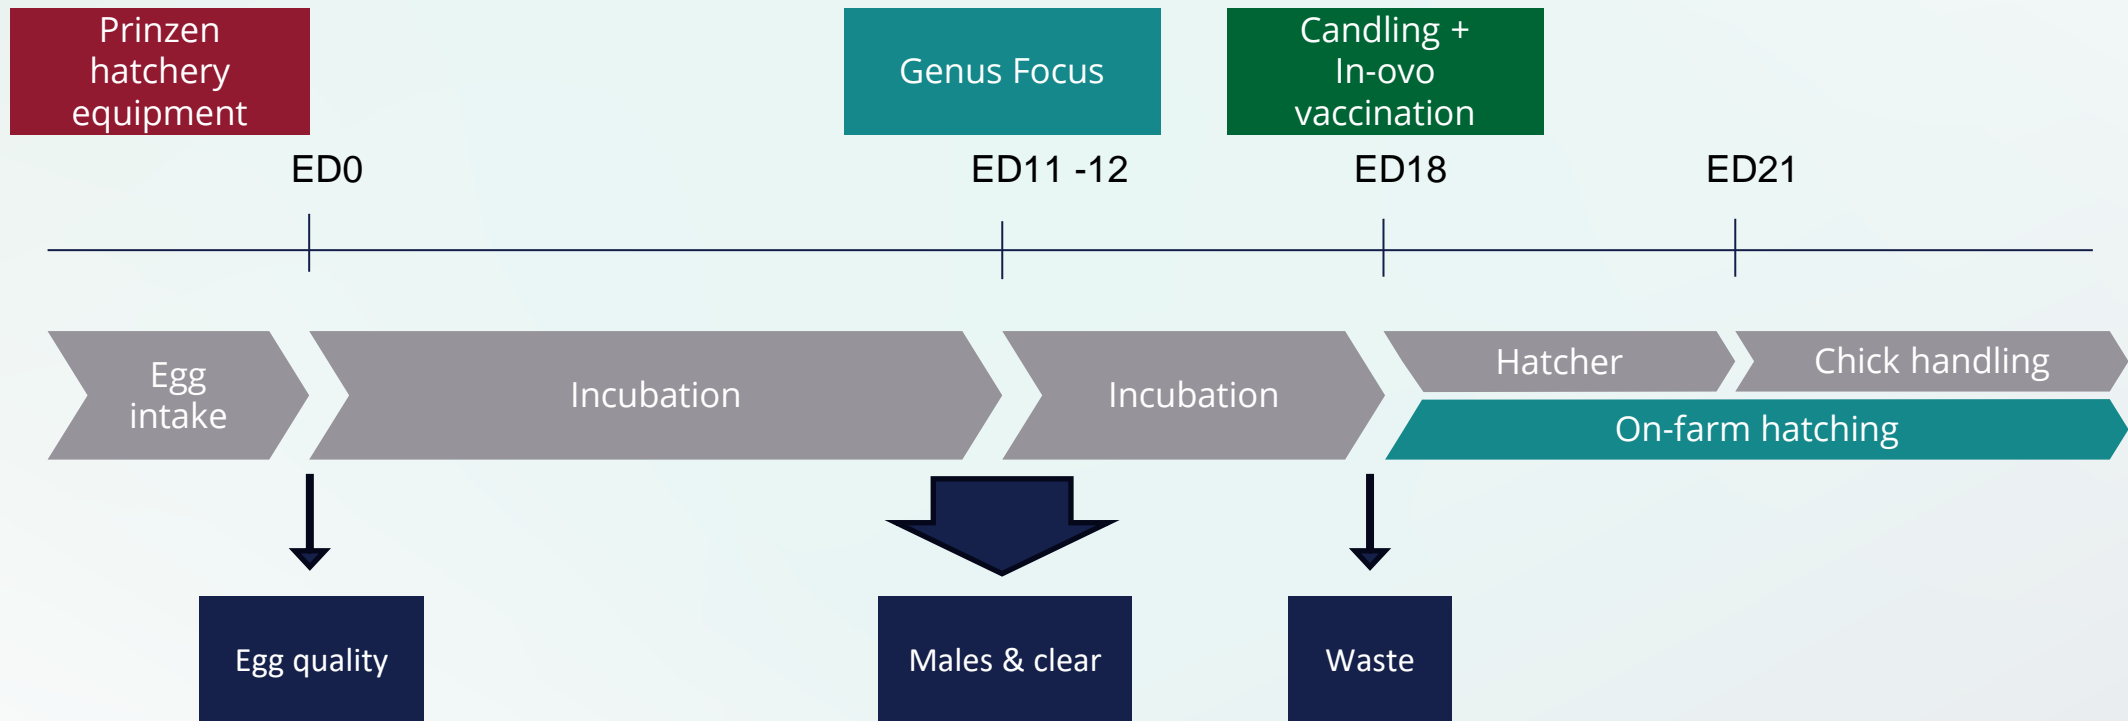 Prinzen
hatchery
equipment
Genus Focus
Candling +
In-ovo
vaccination
ED0
ED11 -12
ED18
ED21
Egg
intake
Incubation
Incubation
Hatcher
Chick handling
On-farm hatching
Egg quality
Males & clear
Waste